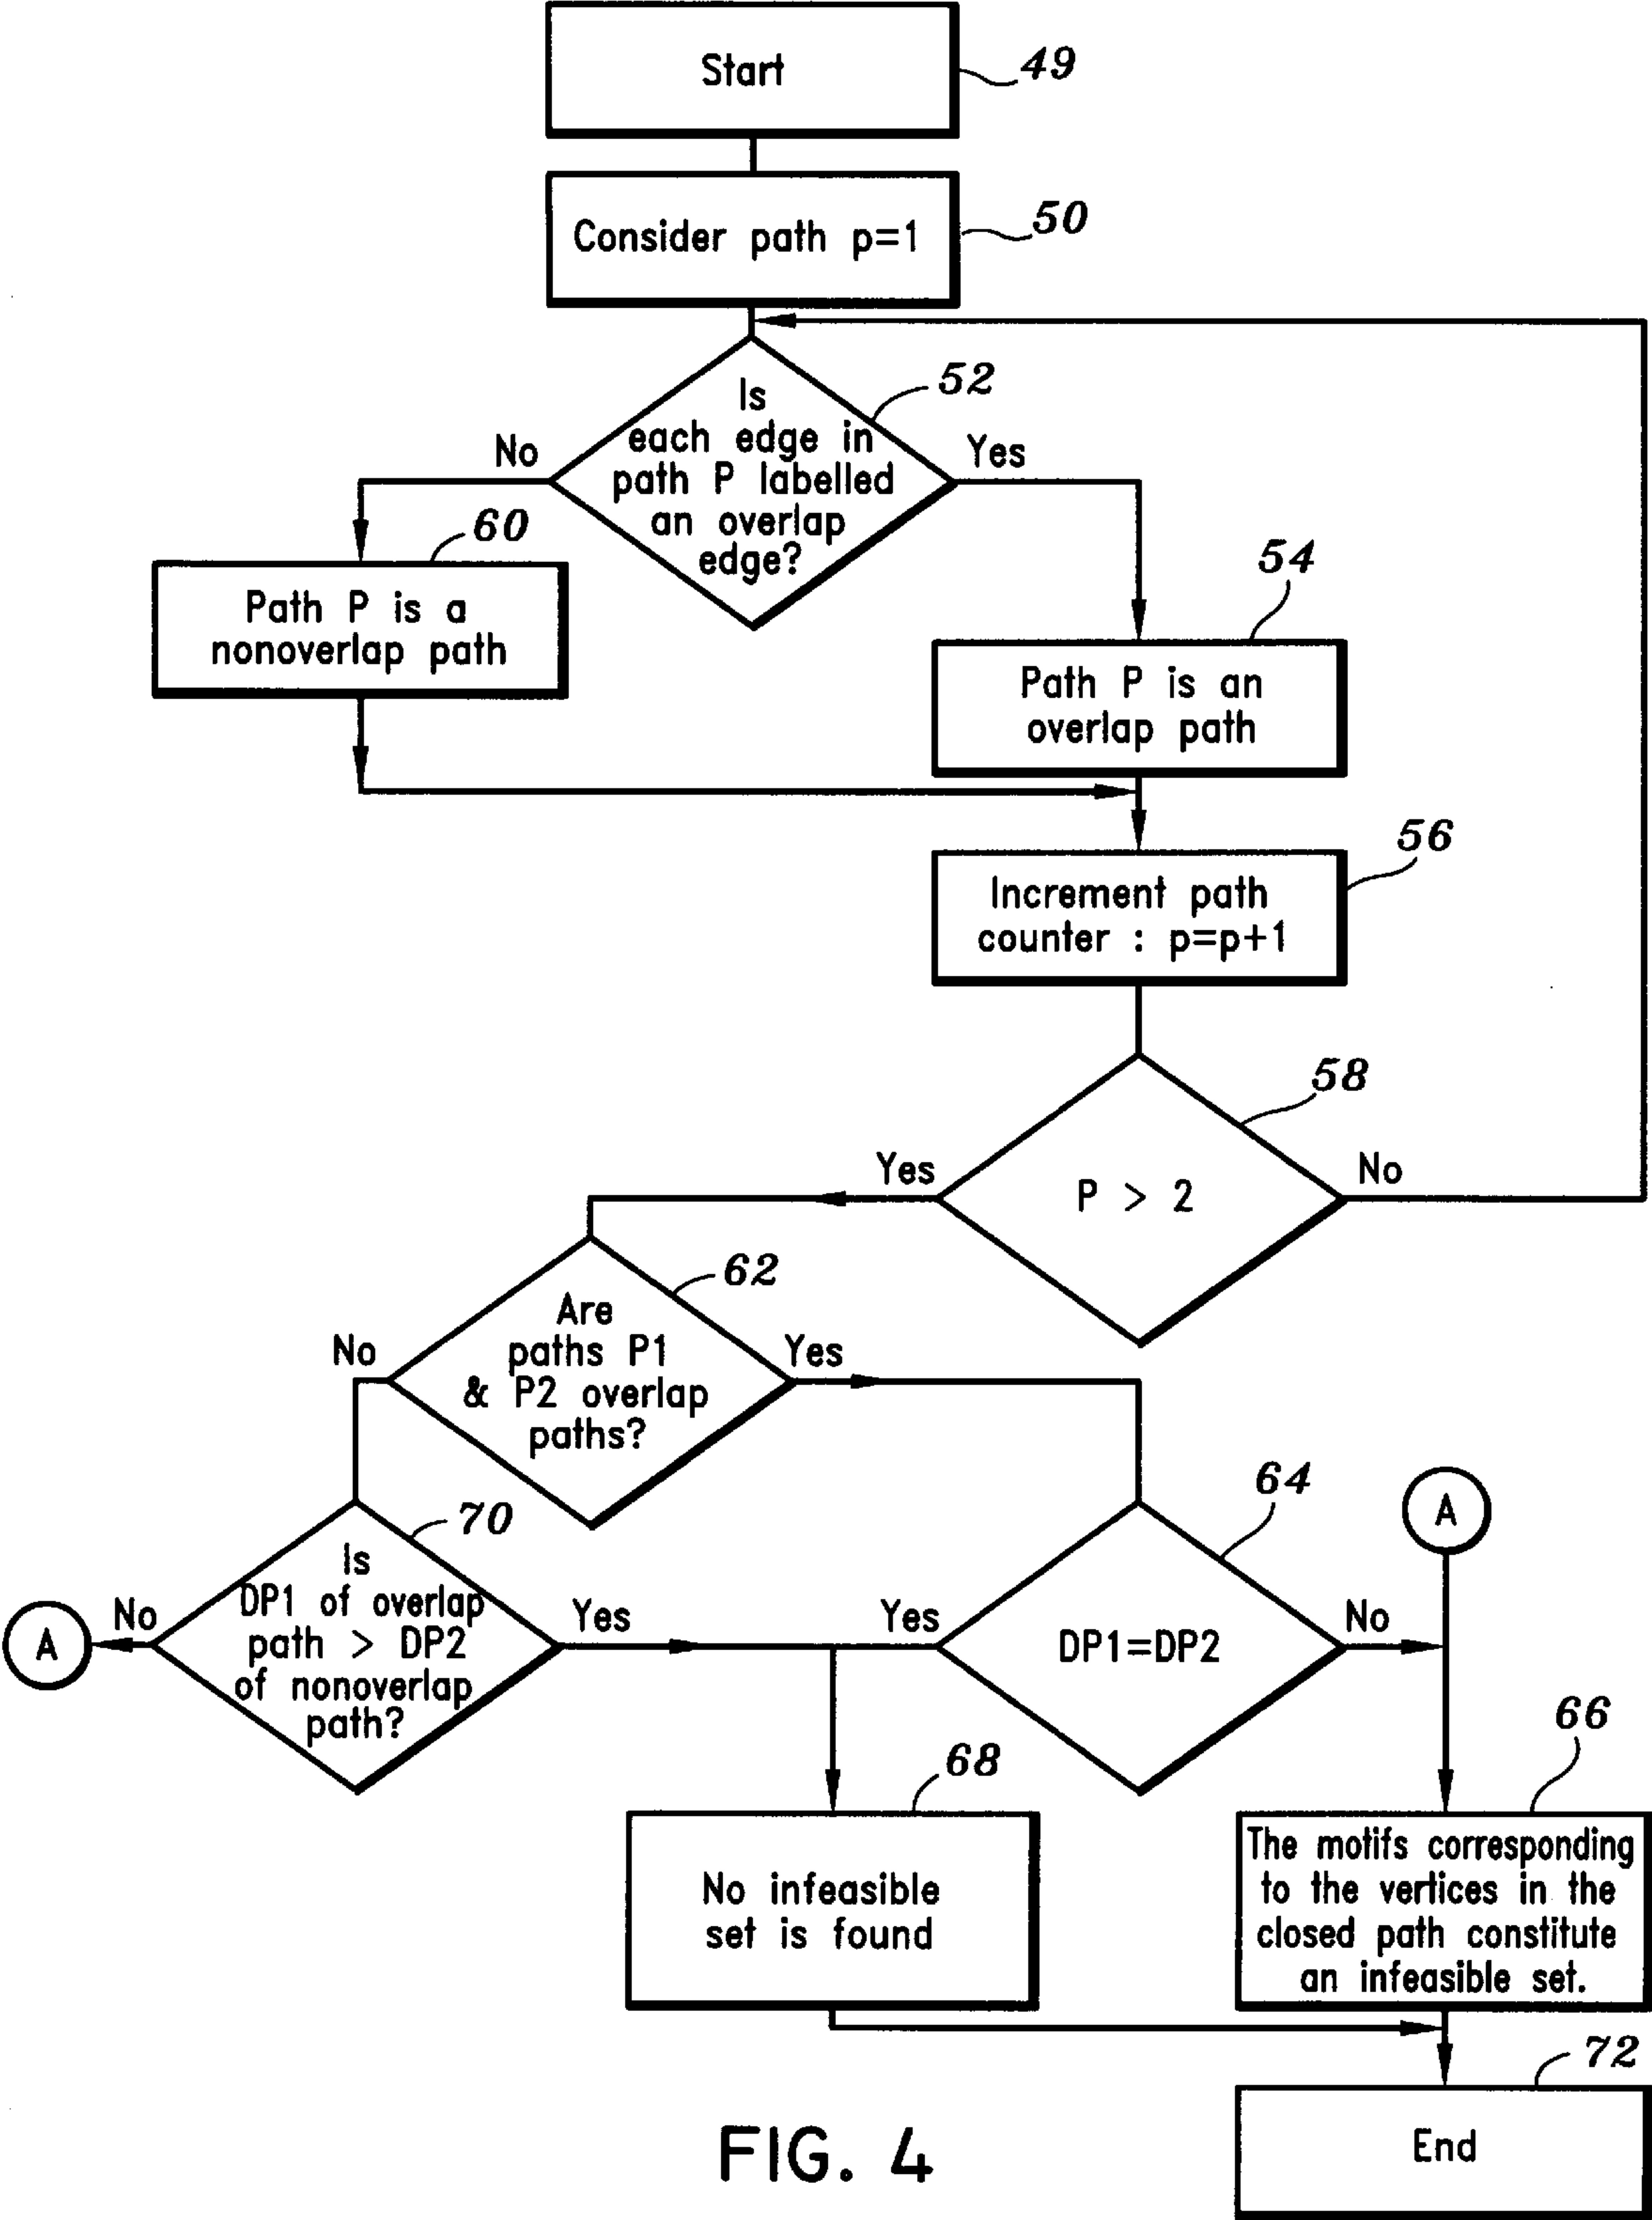 Start
49
Consider path p=1
50
Is
each edge in
path P labelled
an overlap
edge?
52
No
Yes
60
Path P is a
nonoverlap path
54
Path P is an
overlap path
56
Increment path
counter : p=p+1
58
P > 2
Yes
No
62
Are
paths P1
& P2 overlap
paths?
No
Yes
70
Is
DP1 of overlap
path > DP2
of nonoverlap
path?
A
No
Yes
64
DP1=DP2
Yes
No
A
68
No infeasible
set is found
66
The motifs corresponding
to the vertices in the
closed path constitute
an infeasible set.
72
End
FIG. 4